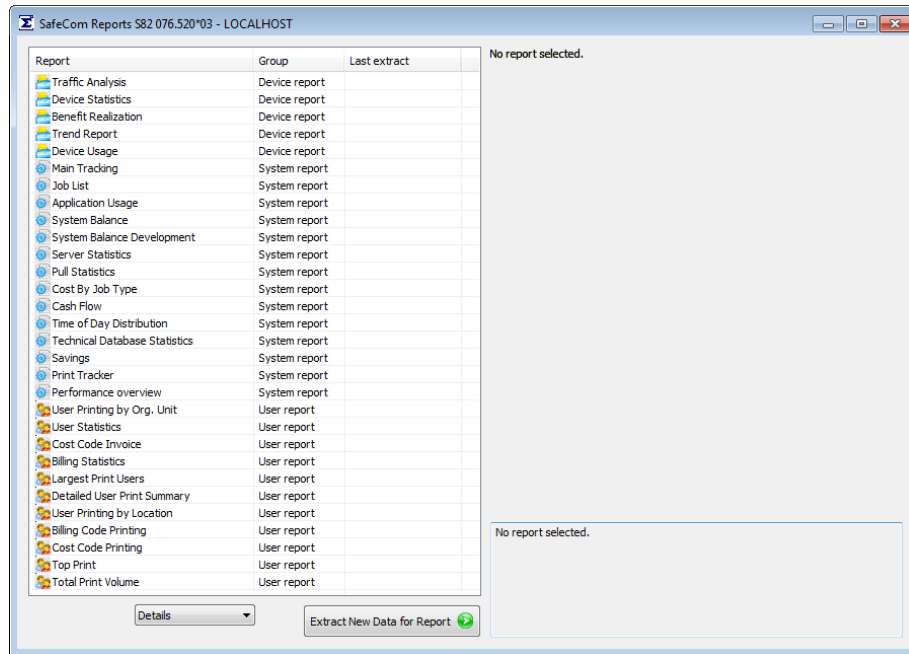 SafeCom Reports S82 076.520*03 - LOCALHOST
Report Group Last extract
Traffic Analysis Device report
Device Statistics Device report
Benefit Realization Device report
Trend Report Device report
Device Usage Device report
Main Tracking System report
Job List System report
Application Usage System report
System Balance System report
System Balance Development System report
Server Statistics System report
Pull Statistics System report
Cost By Job Type System report
Cash Flow System report
Time of Day Distribution System report
Technical Database Statistics System report
Savings System report
Print Tracker System report
Performance overview System report
User Printing by Org. Unit User report
User Statistics User report
Cost Code Invoice User report
Billing Statistics User report
Largest Print Users User report
Detailed User Print Summary User report
User Printing by Location User report
Billing Code Printing User report
Cost Code Printing User report
Top Print User report
Total Print Volume User report
Details
Extract New Data for Report
No report selected.
No report selected.